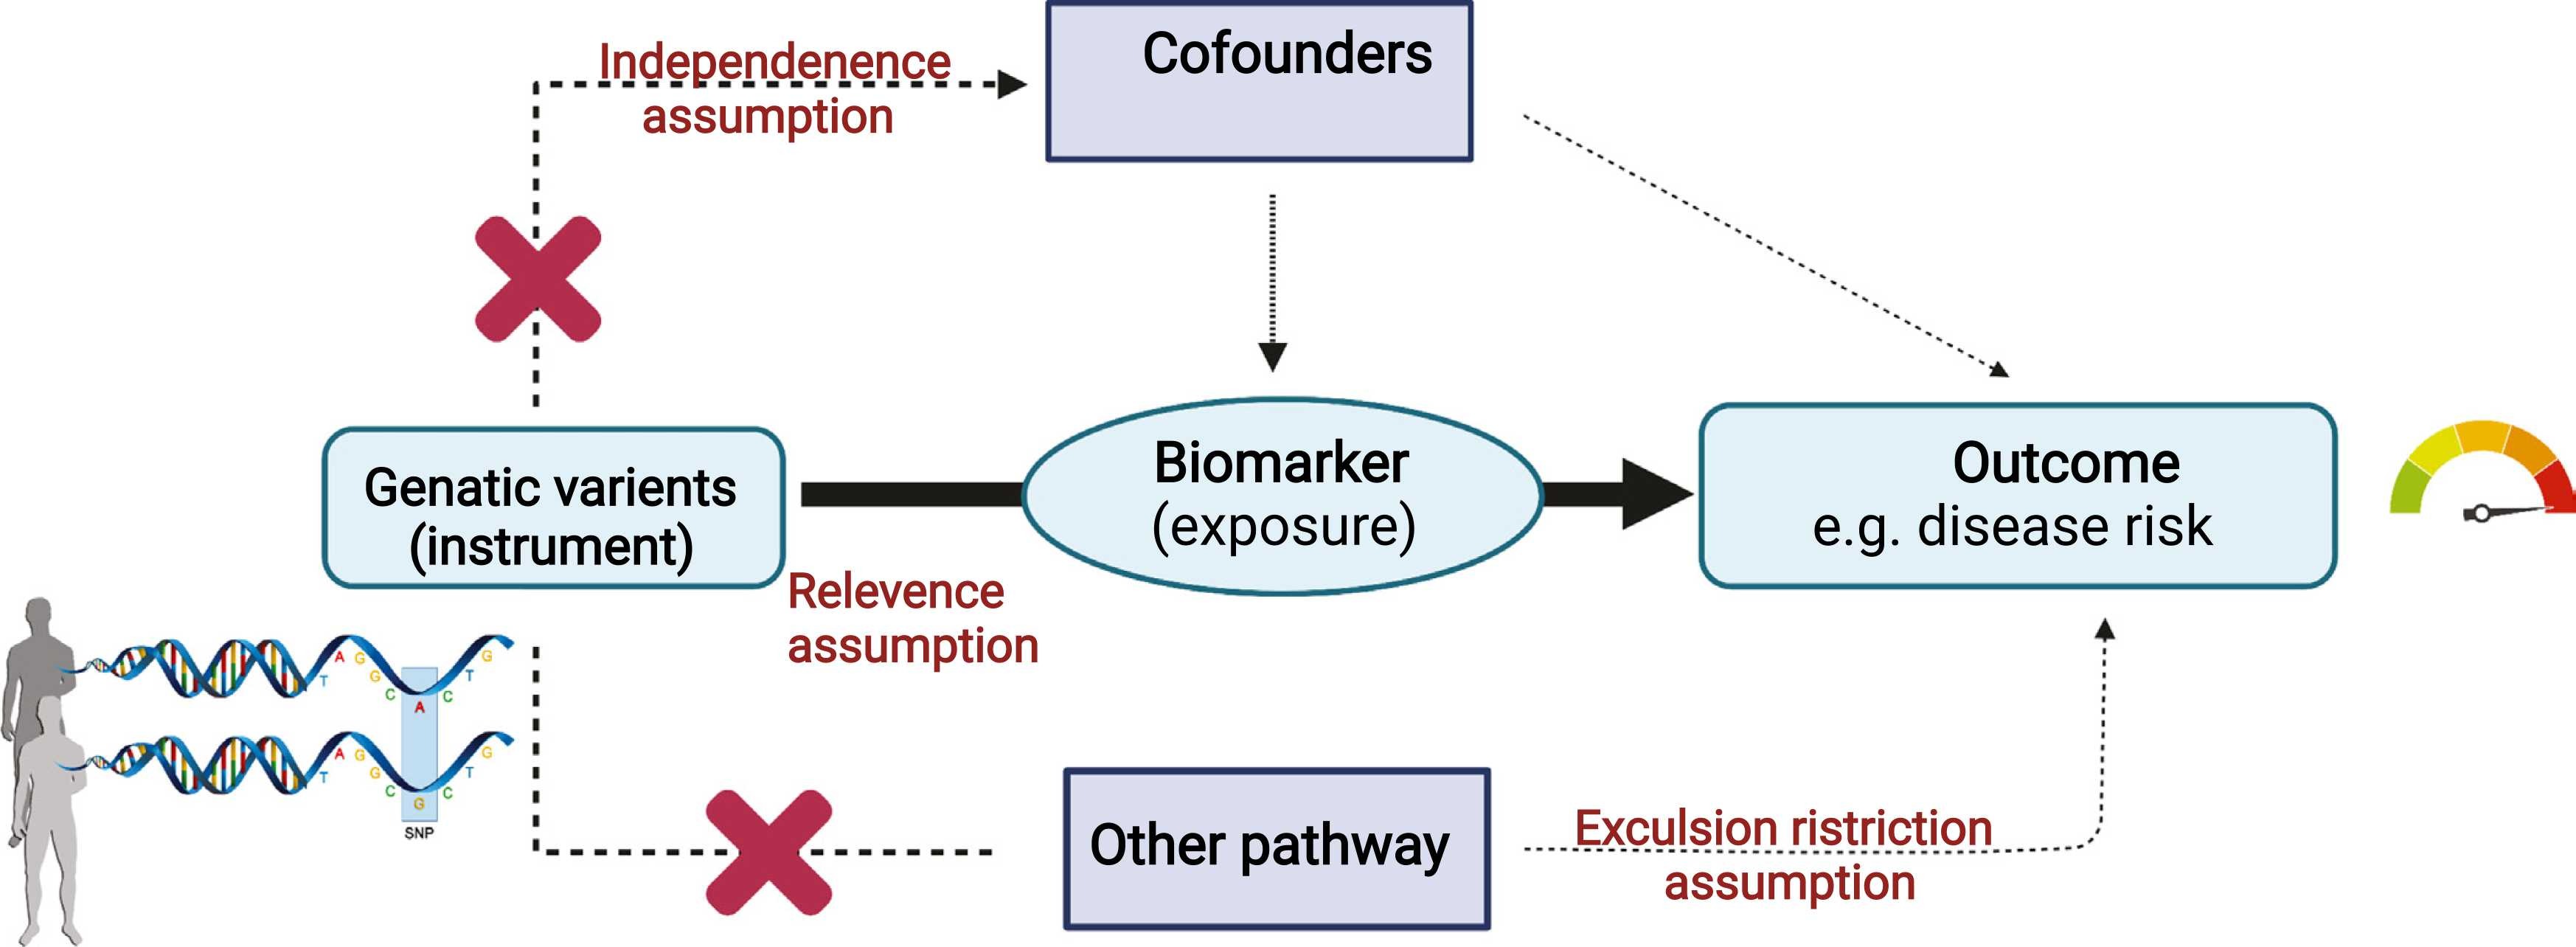 Independenence
assumption
Cofounders
Genatic varients
(instrument)
Biomarker
(exposure)
Outcome
e.g. disease risk
Relevence
assumption
T A G G C A C T G
T A G G C G C T G
SNP
Other pathway
Exculsion ristriction
assumption